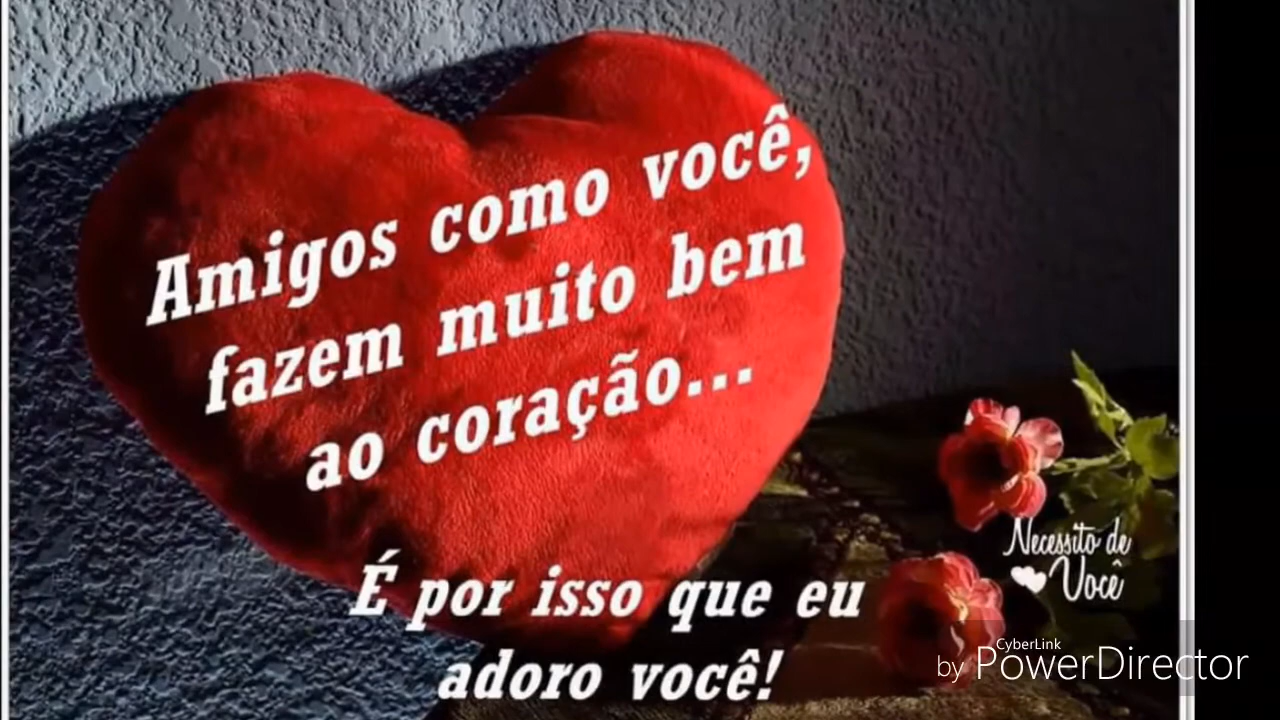 Amigos como você,
fazem muito bem
ao coração...
É por isso que eu
adoro você!
Necessito de
Você
CyberLink
by PowerDirector